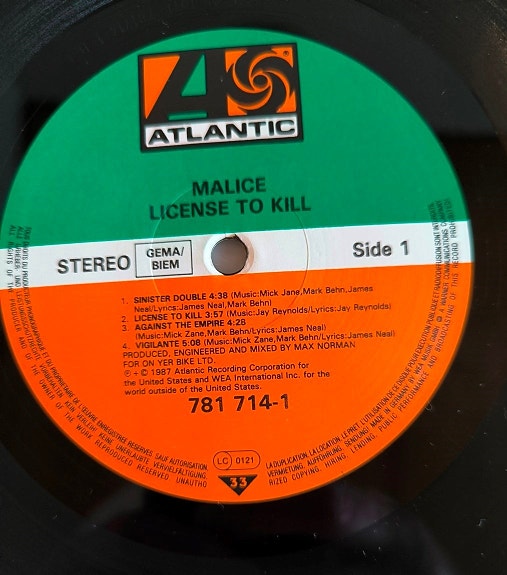 ATLANTIC
®
MALICE
LICENSE TO KILL
STEREO
GEMA/
BIEM
Side 1
1. SINISTER DOUBLE 4:38 (Music:Mick Jane,Mark Behn,James
Neal/Lyrics:James Neal,Mark Behn)
2. LICENSE TO KILL 3:57 (Music:Jay Reynolds/Lyrics:Jay Reynolds)
3. AGAINST THE EMPIRE 4:28
(Music:Mick Zane,Mark Behn/Lyrics:James Neal)
4. VIGILANTE 5:08 (Music:Mick Zane,Mark Behn/Lyrics:James Neal)
PRODUCED, ENGINEERED AND MIXED BY MAX NORMAN
FOR ON YER BIKE LTD.
℗ + © 1987 Atlantic Recording Corporation for
the United States and WEA International Inc. for the
world outside of the United States.
781 714-1
LC 0121
33